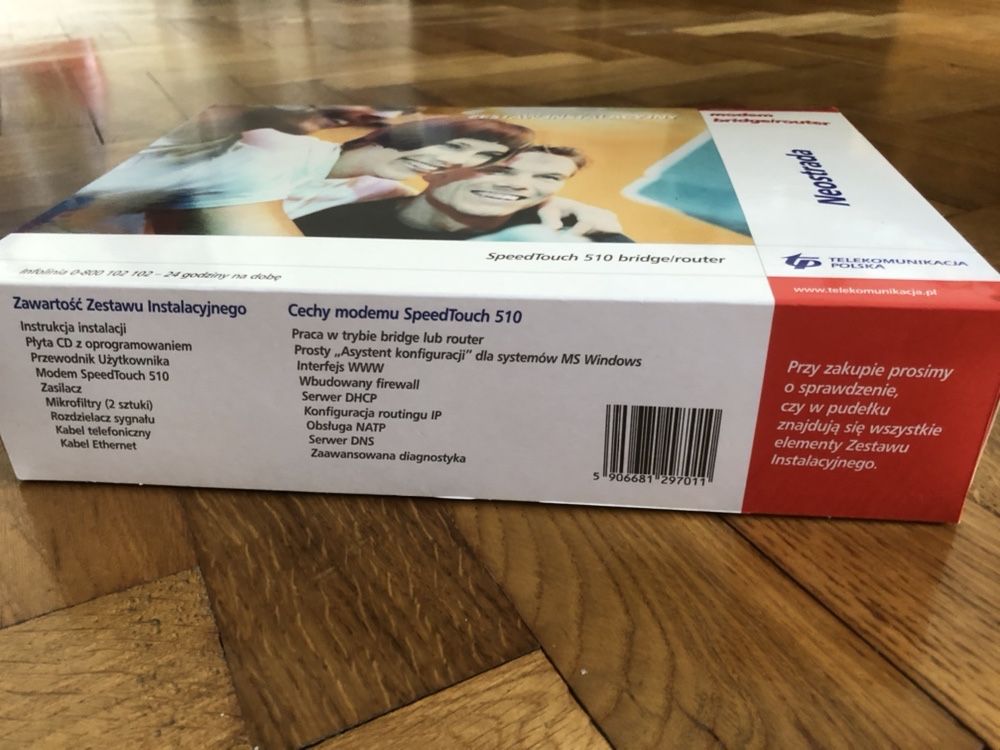 ZESTAW INSTALACYJNY
modem
bridge/router
Neostrada
SpeedTouch 510 bridge/router
tp TELEKOMUNIKACJA
POLSKA
Infolinia 0-800 102 102 – 24 godziny na dobę
www.telekomunikacja.pl
Zawartość Zestawu Instalacyjnego
Instrukcja instalacji
Płyta CD z oprogramowaniem
Przewodnik Użytkownika
Modem SpeedTouch 510
Zasilacz
Mikrofiltry (2 sztuki)
Rozdzielacz sygnału
Kabel telefoniczny
Kabel Ethernet
Cechy modemu SpeedTouch 510
Praca w trybie bridge lub router
Prosty „Asystent konfiguracji” dla systemów MS Windows
Interfejs WWW
Wbudowany firewall
Serwer DHCP
Konfiguracja routingu IP
Obsługa NATP
Serwer DNS
Zaawansowana diagnostyka
5 906681 297011
Przy zakupie prosimy
o sprawdzenie,
czy w pudełku
znajdują się wszystkie
elementy Zestawu
Instalacyjnego.